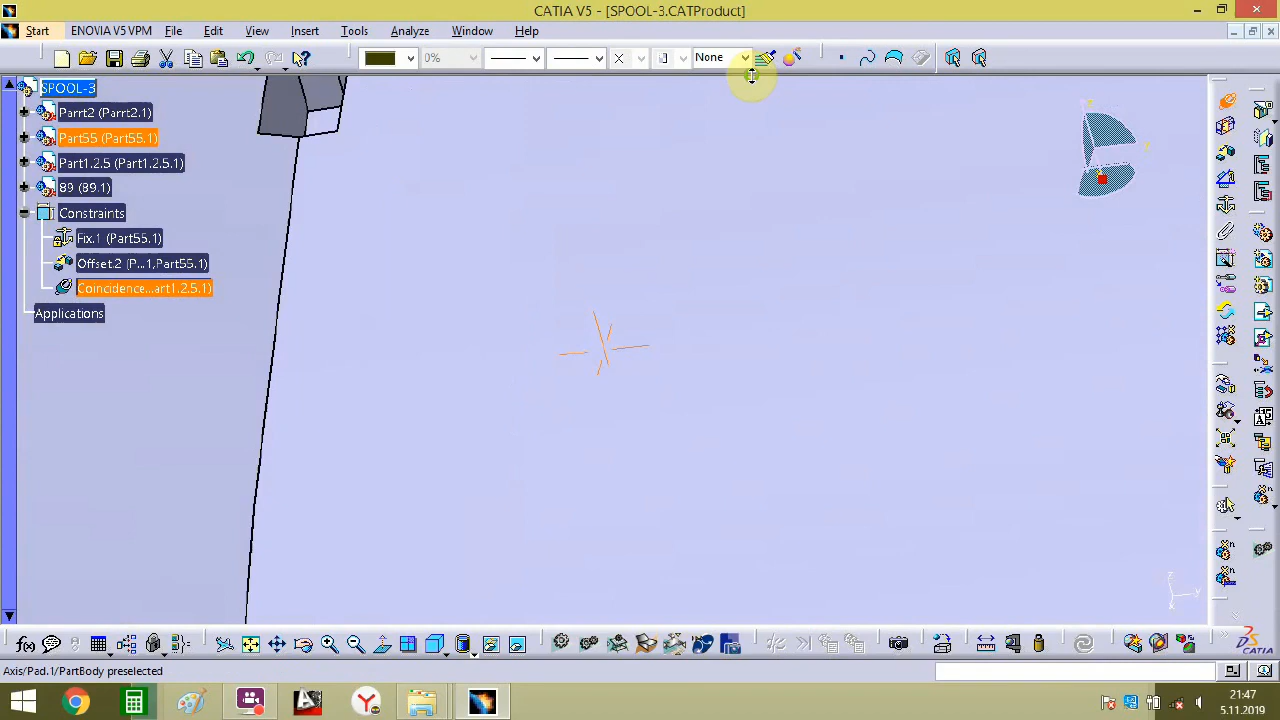 CATIA V5 - [SPOOL-3.CATProduct]
Start ENOVIA V5 VPM File Edit View Insert Tools Analyze Window Help
0% None
SPOOL-3
Parrt2 (Parrt2.1)
Part55 (Part55.1)
Part1.2.5 (Part1.2.5.1)
89 (89.1)
Constraints
Fix.1 (Part55.1)
Offset.2 (P...1,Part55.1)
Coincidence...art1.2.5.1)
Applications
z
y
x
CATIA
Axis/Pad.1/PartBody preselected
21:47
5.11.2019